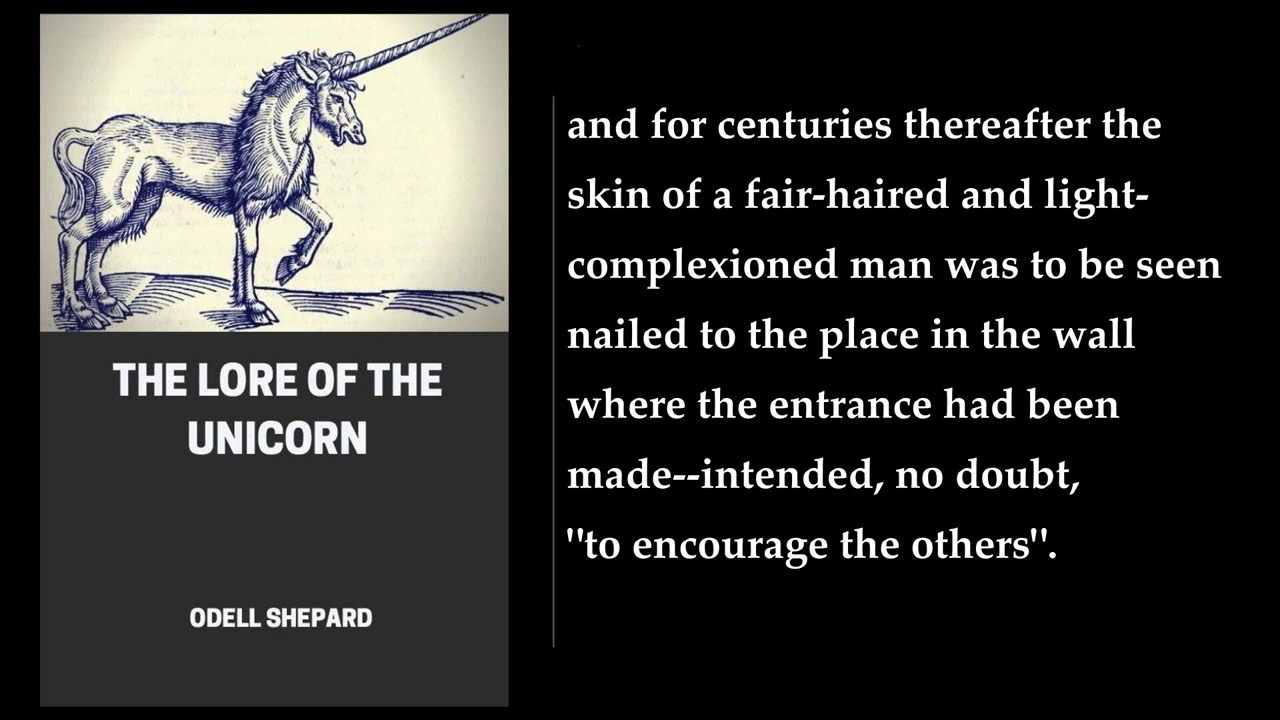 THE LORE OF THE
UNICORN
ODELL SHEPARD
and for centuries thereafter the
skin of a fair-haired and light-
complexioned man was to be seen
nailed to the place in the wall
where the entrance had been
made--intended, no doubt,
"to encourage the others".